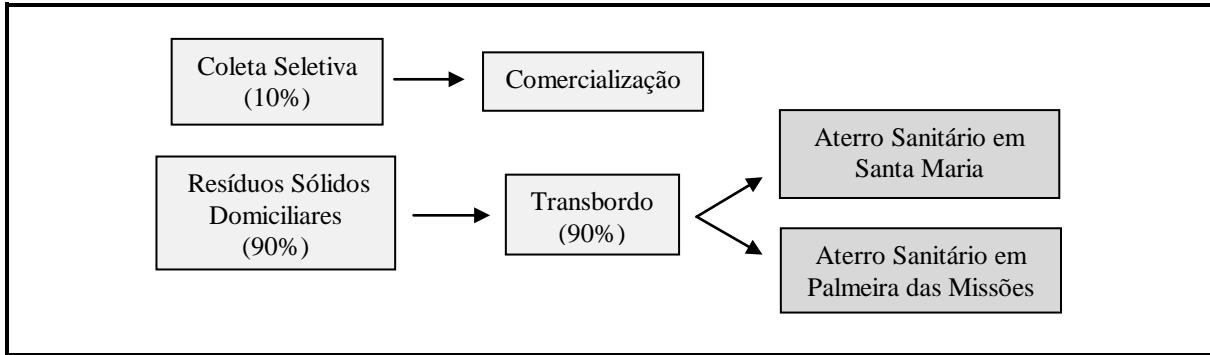 Coleta Seletiva
(10%)
Comercialização
Resíduos Sólidos
Domiciliares
(90%)
Transbordo
(90%)
Aterro Sanitário em
Santa Maria
Aterro Sanitário em
Palmeira das Missões